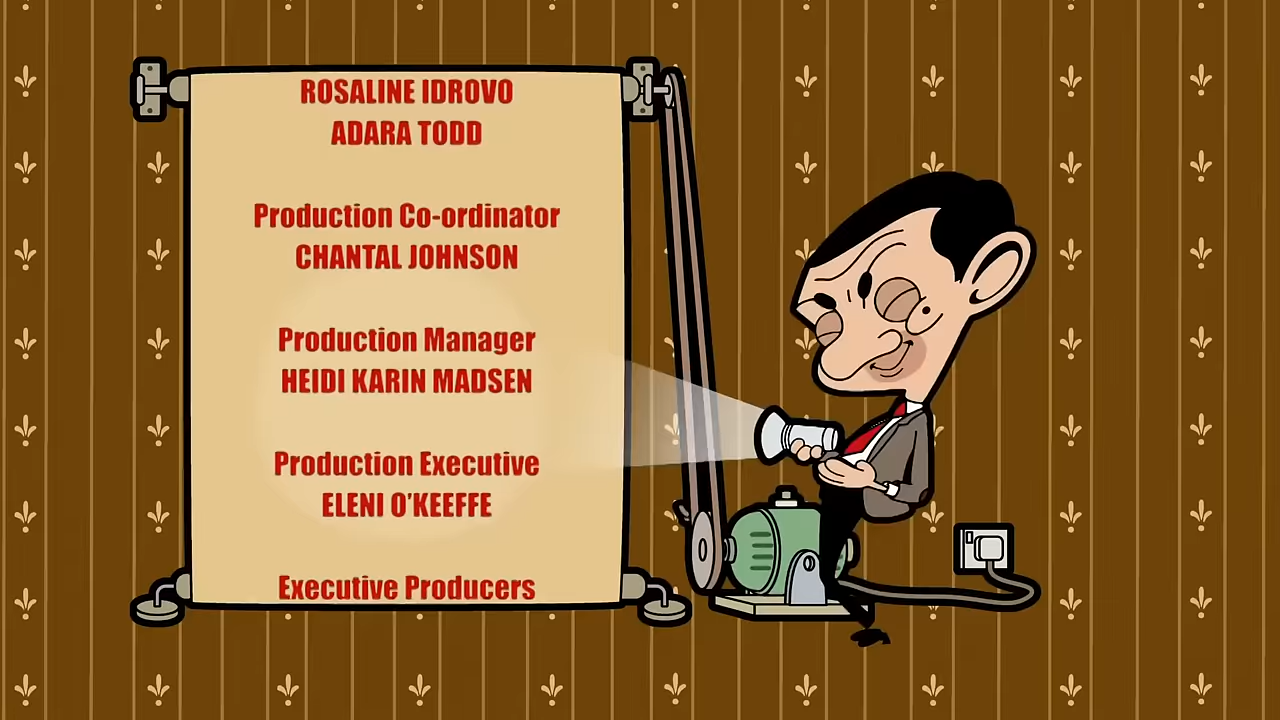 ROSALINE IDROVO
ADARA TODD
Production Co-ordinator
CHANTAL JOHNSON
Production Manager
HEIDI KARIN MADSEN
Production Executive
ELENI O'KEEFFE
Executive Producers